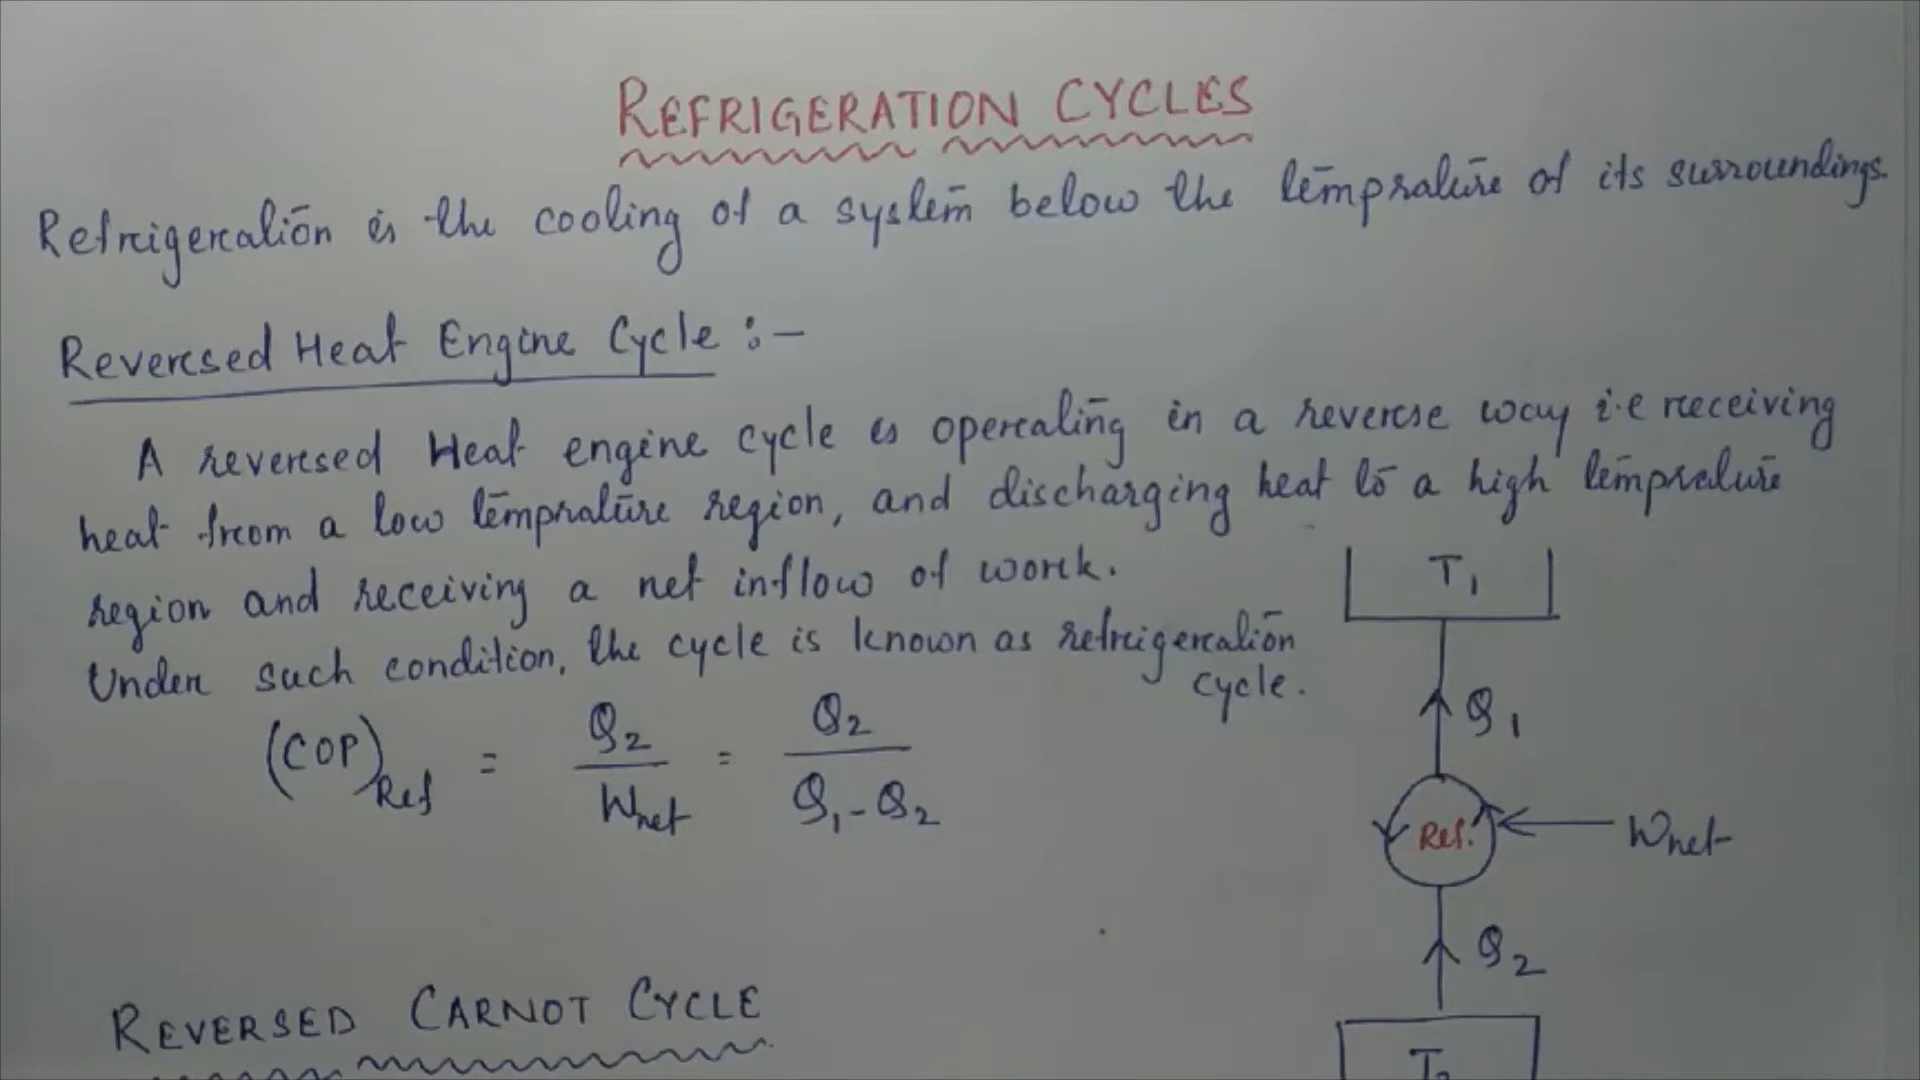 REFRIGERATION CYCLES
Refrigeration is the cooling of a system below the temprature of its surroundings.
Reversed Heat Engine Cycle :-
A reversed Heat engine cycle is operating in a reverse way i.e receiving
heat from a low temprature region, and discharging heat to a high temprature
region and receiving a net inflow of work.
Under such condition, the cycle is known as refrigeration
cycle.
(COP)Ref = Q2/Wnet = Q2/Q1-Q2
T1
Q1
Ref.
Wnet
Q2
T2
REVERSED CARNOT CYCLE